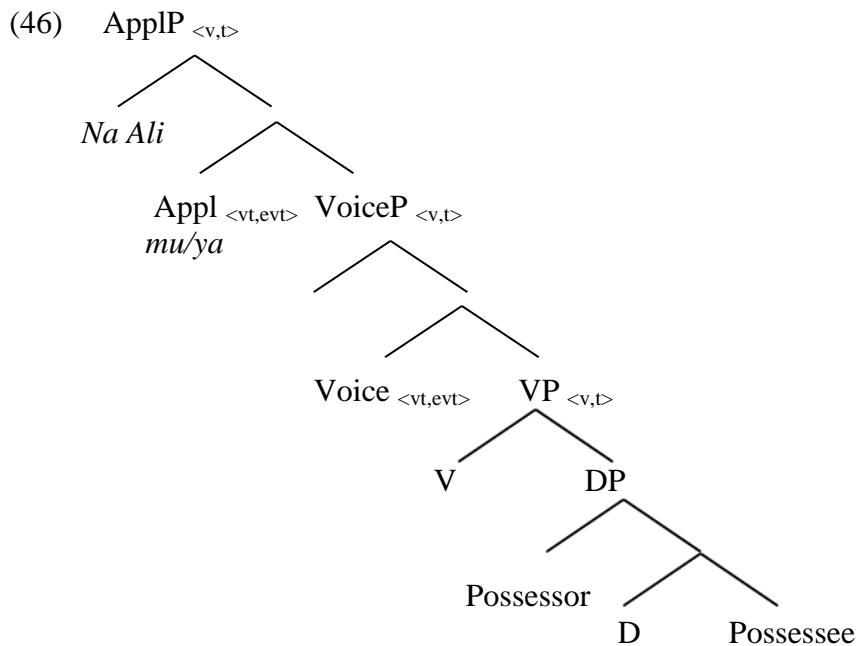 (46) ApplP <v,t>
Na Ali
Appl <vt,evt> VoiceP <v,t>
mu/ya
Voice <vt,evt> VP <v,t>
V DP
Possessor
D Possessee